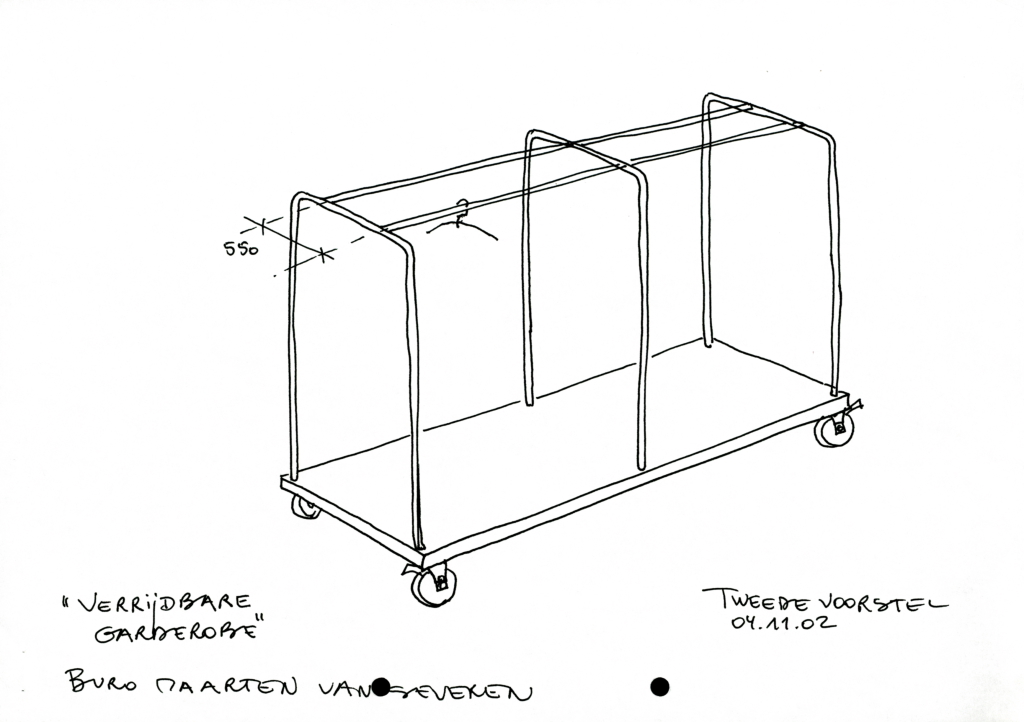 550
"VERRIJDBARE
GARDEROBE"
TWEEDE VOORSTEL
04.11.02
BURO MAARTEN VAN SEVEREN